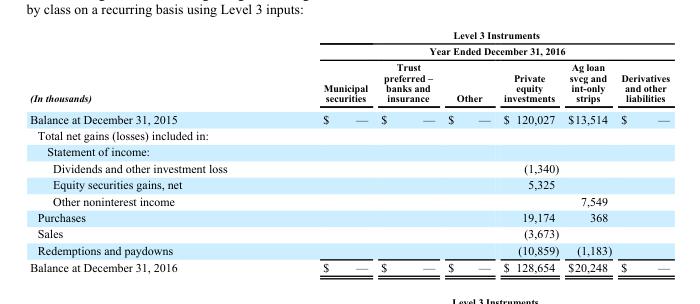 by class on a recurring basis using Level 3 inputs:
Level 3 Instruments
Year Ended December 31, 2016
(In thousands) Municipal securities Trust preferred – banks and insurance Other Private equity investments Ag loan svcg and int-only strips Derivatives and other liabilities
Balance at December 31, 2015 $ — $ — $ — $ 120,027 $13,514 $ —
Total net gains (losses) included in:
Statement of income:
Dividends and other investment loss (1,340)
Equity securities gains, net 5,325
Other noninterest income 7,549
Purchases 19,174 368
Sales (3,673)
Redemptions and paydowns (10,859) (1,183)
Balance at December 31, 2016 $ — $ — $ — $ 128,654 $20,248 $ —
Level 3 Instruments